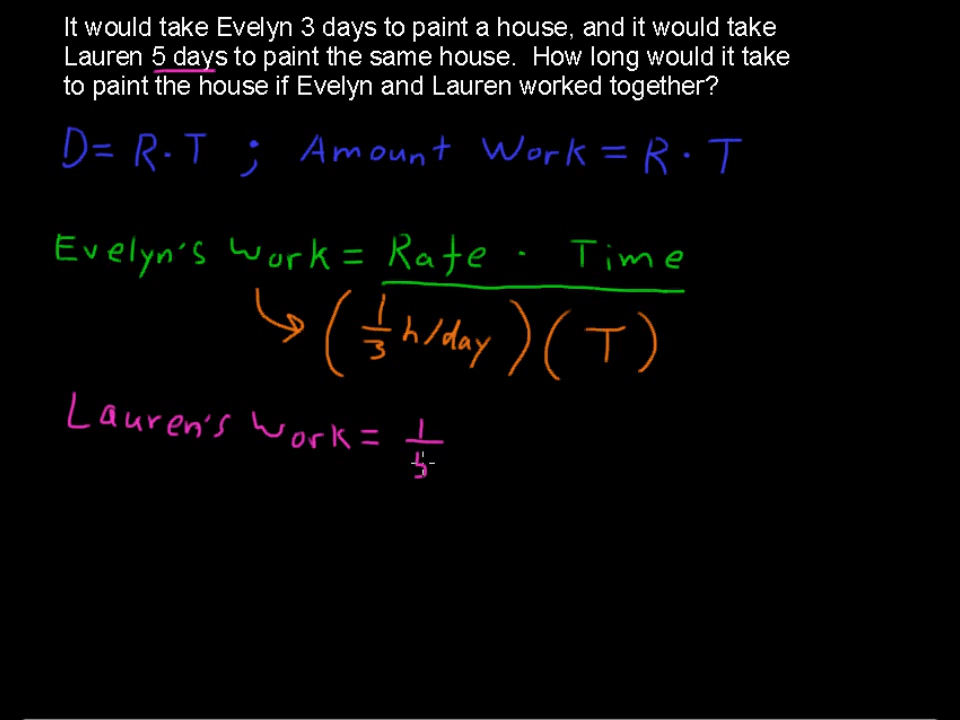 It would take Evelyn 3 days to paint a house, and it would take
Lauren 5 days to paint the same house.  How long would it take
to paint the house if Evelyn and Lauren worked together?
D = R · T ; Amount Work = R · T
Evelyn's Work = Rate · Time
(1/3 h/day)(T)
Lauren's Work = 1/5